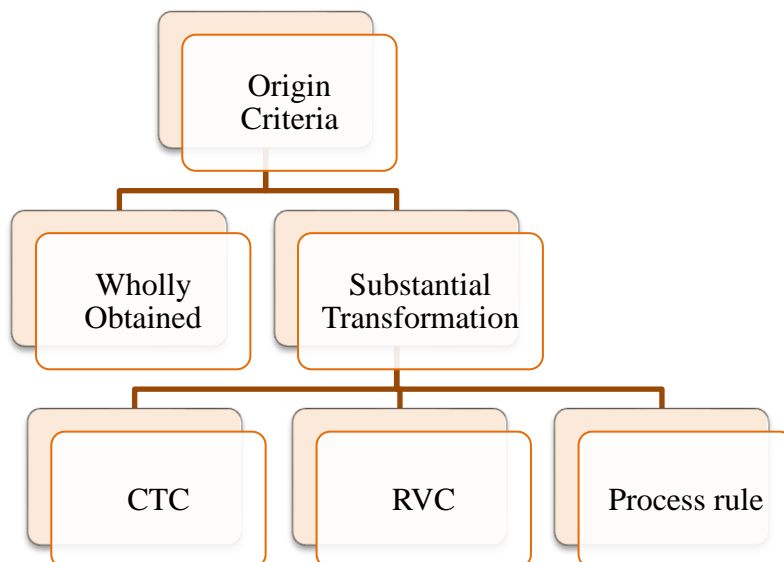 Origin
Criteria
Wholly
Obtained
Substantial
Transformation
CTC
RVC
Process rule